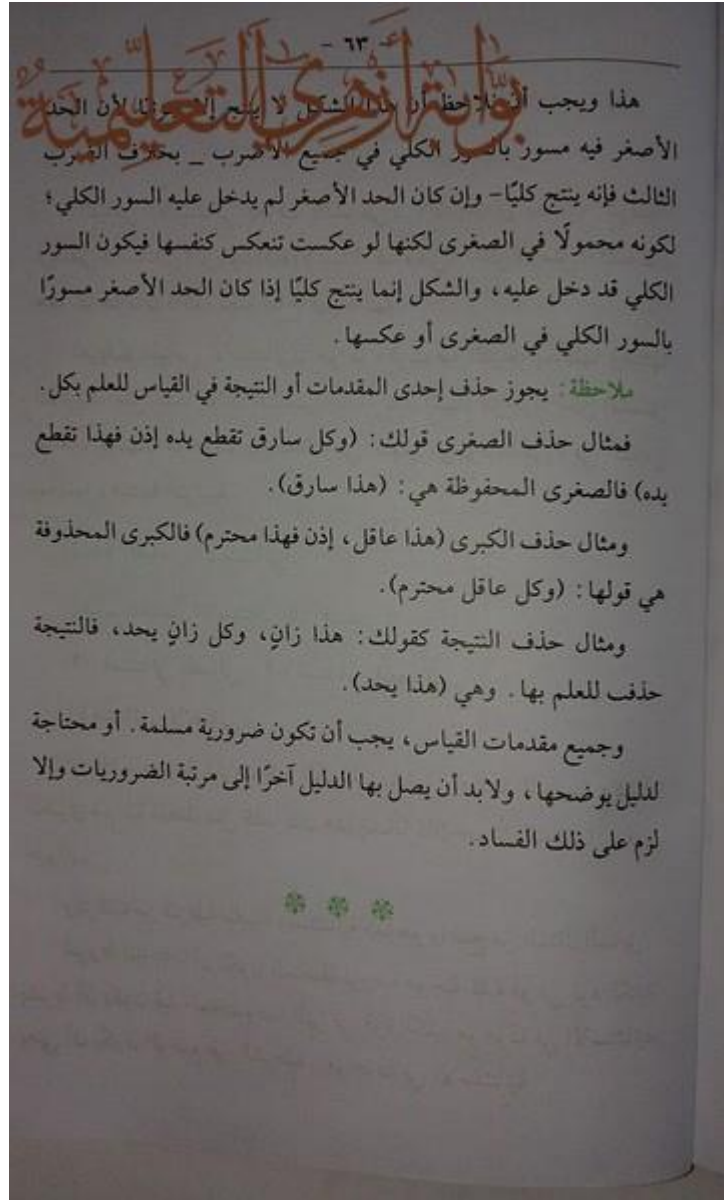 - ٦٣ -
بوابة أزهري التعليمية
هذا ويجب أن نلاحظ أن هذا الشكل لا ينتج إلا جزئيًا لأن الحد
الأصغر فيه مسور بالسور الكلي في جميع الأضرب _ بخلاف الضرب
الثالث فإنه ينتج كليًا- وإن كان الحد الأصغر لم يدخل عليه السور الكلي؛
لكونه محمولًا في الصغرى لكنها لو عكست تنعكس كنفسها فيكون السور
الكلي قد دخل عليه، والشكل إنما ينتج كليًا إذا كان الحد الأصغر مسورًا
بالسور الكلي في الصغرى أو عكسها.
ملاحظة: يجوز حذف إحدى المقدمات أو النتيجة في القياس للعلم بكل.
فمثال حذف الصغرى قولك: (وكل سارق تقطع يده إذن فهذا تقطع
يده) فالصغرى المحفوظة هي: (هذا سارق).
ومثال حذف الكبرى (هذا عاقل، إذن فهذا محترم) فالكبرى المحذوفة
هي قولها: (وكل عاقل محترم).
ومثال حذف النتيجة كقولك: هذا زانٍ، وكل زانٍ يحد، فالنتيجة
حذفت للعلم بها. وهي (هذا يحد).
وجميع مقدمات القياس، يجب أن تكون ضرورية مسلمة. أو محتاجة
لدليل يوضحها، ولابد أن يصل بها الدليل آخرًا إلى مرتبة الضروريات وإلا
لزم على ذلك الفساد.